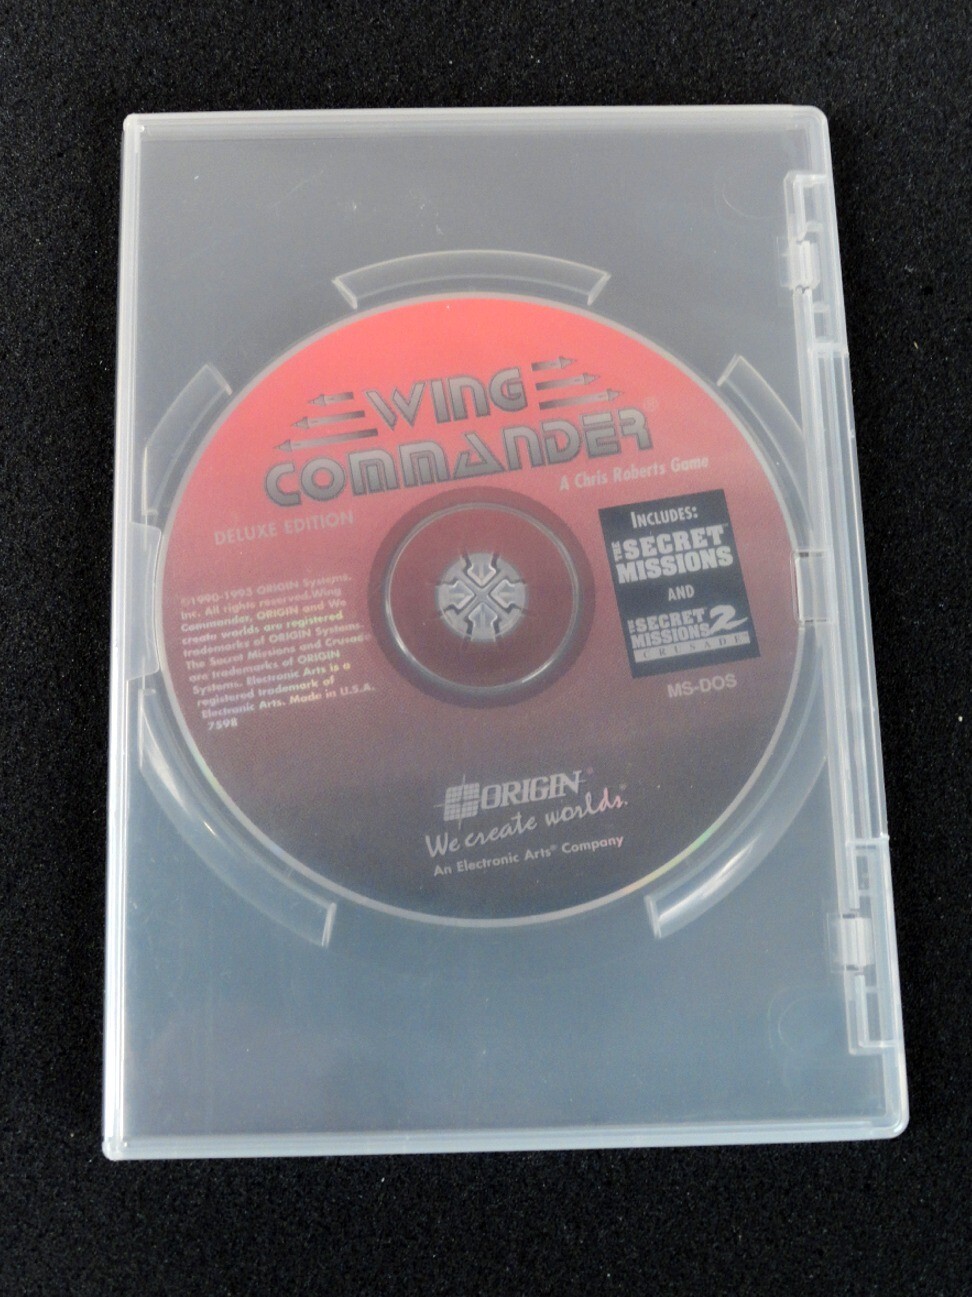 WING
COMMANDER®
A Chris Roberts Game
DELUXE EDITION
INCLUDES:
THE SECRET
MISSIONS™
AND
THE SECRET
MISSIONS 2
CRUSADE
MS-DOS
©1990-1993 ORIGIN Systems,
Inc. All rights reserved.Wing
Commander, ORIGIN and We
create worlds are registered
trademarks of ORIGIN Systems.
The Secret Missions and Crusade
are trademarks of ORIGIN
Systems. Electronic Arts is a
registered trademark of
Electronic Arts. Made in U.S.A.
7598
ORIGIN®
We create worlds.®
An Electronic Arts® Company